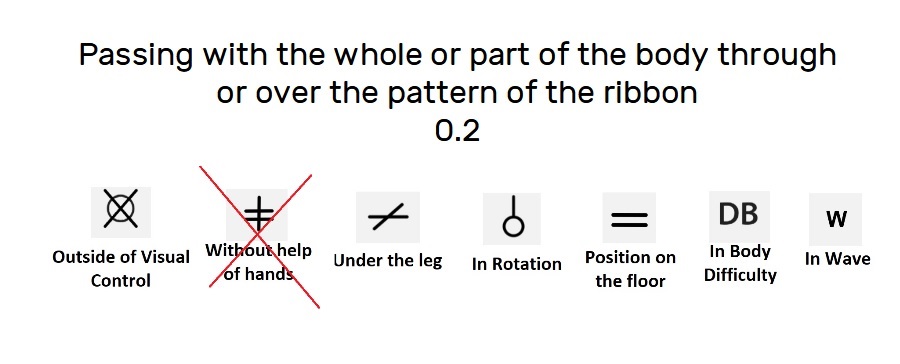 Passing with the whole or part of the body through
or over the pattern of the ribbon
0.2
DB
W
Outside of Visual
Control
Without help
of hands
Under the leg
In Rotation
Position on
the floor
In Body
Difficulty
In Wave